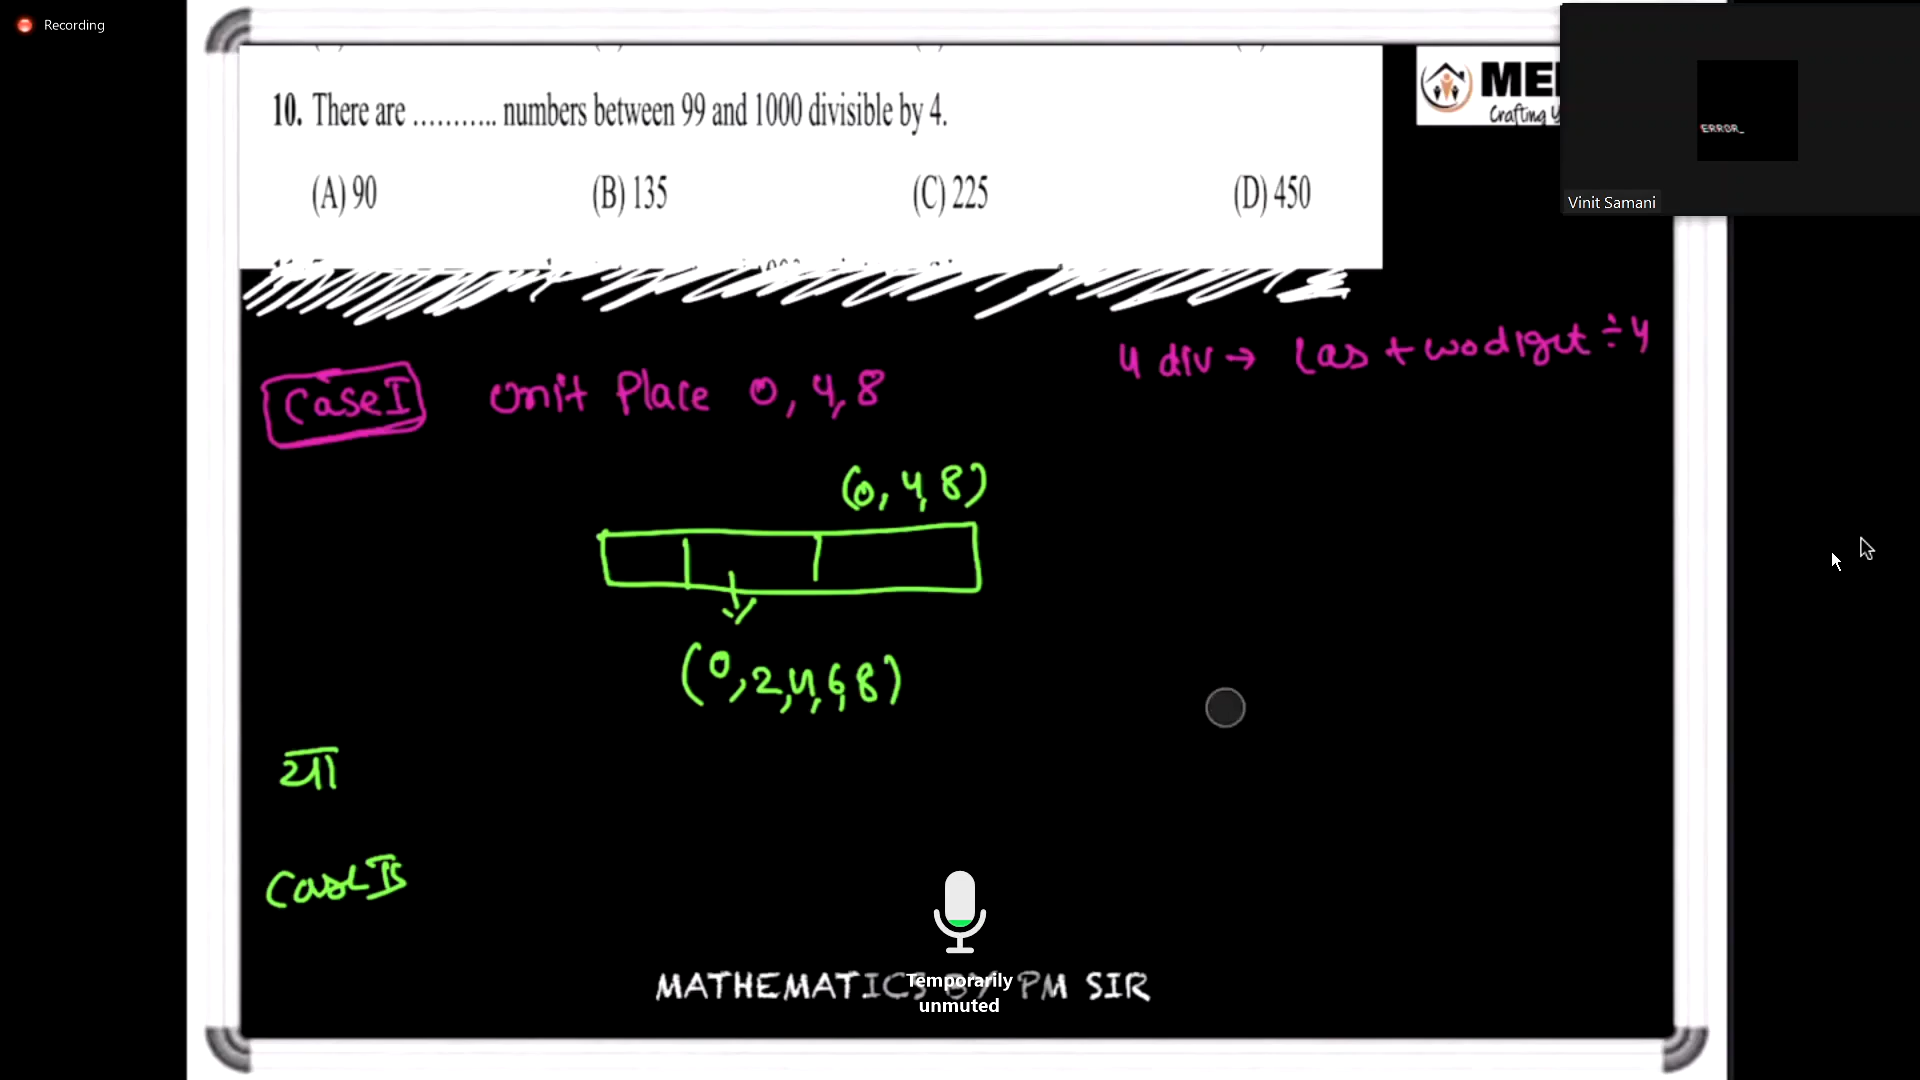 Recording
10. There are ........... numbers between 99 and 1000 divisible by 4.
(A) 90 (B) 135 (C) 225 (D) 450
Crafting
ERROR_
Vinit Samani
4 div → las two digit ÷ 4
Case I Unit Place 0, 4, 8
(0, 4, 8)
(0, 2, 4, 6, 8)
या
Case II
MATHEMATICS BY PM SIR
Temporarily
unmuted